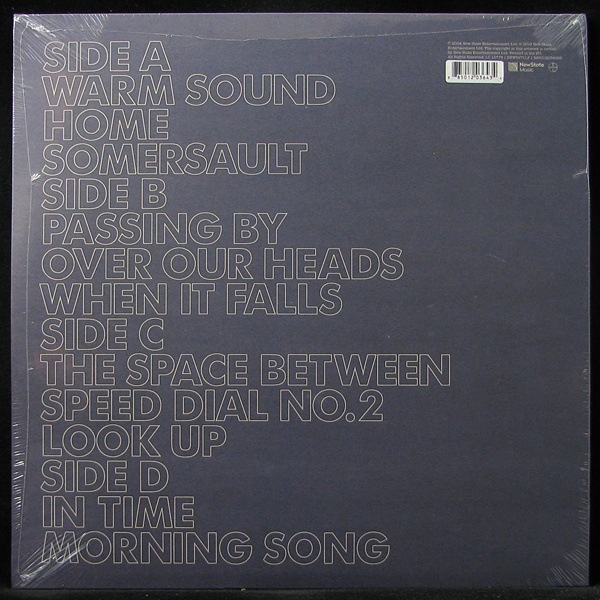 SIDE A
WARM SOUND
HOME
SOMERSAULT
SIDE B
PASSING BY
OVER OUR HEADS
WHEN IT FALLS
SIDE C
THE SPACE BETWEEN
SPEED DIAL NO.2
LOOK UP
SIDE D
IN TIME
MORNING SONG
NewState
MUSIC